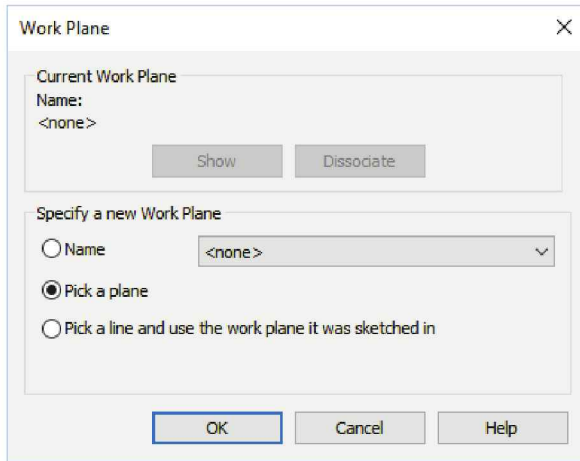 Work Plane
Current Work Plane
Name:
<none>
Show Dissociate
Specify a new Work Plane
Name <none>
Pick a plane
Pick a line and use the work plane it was sketched in
OK Cancel Help